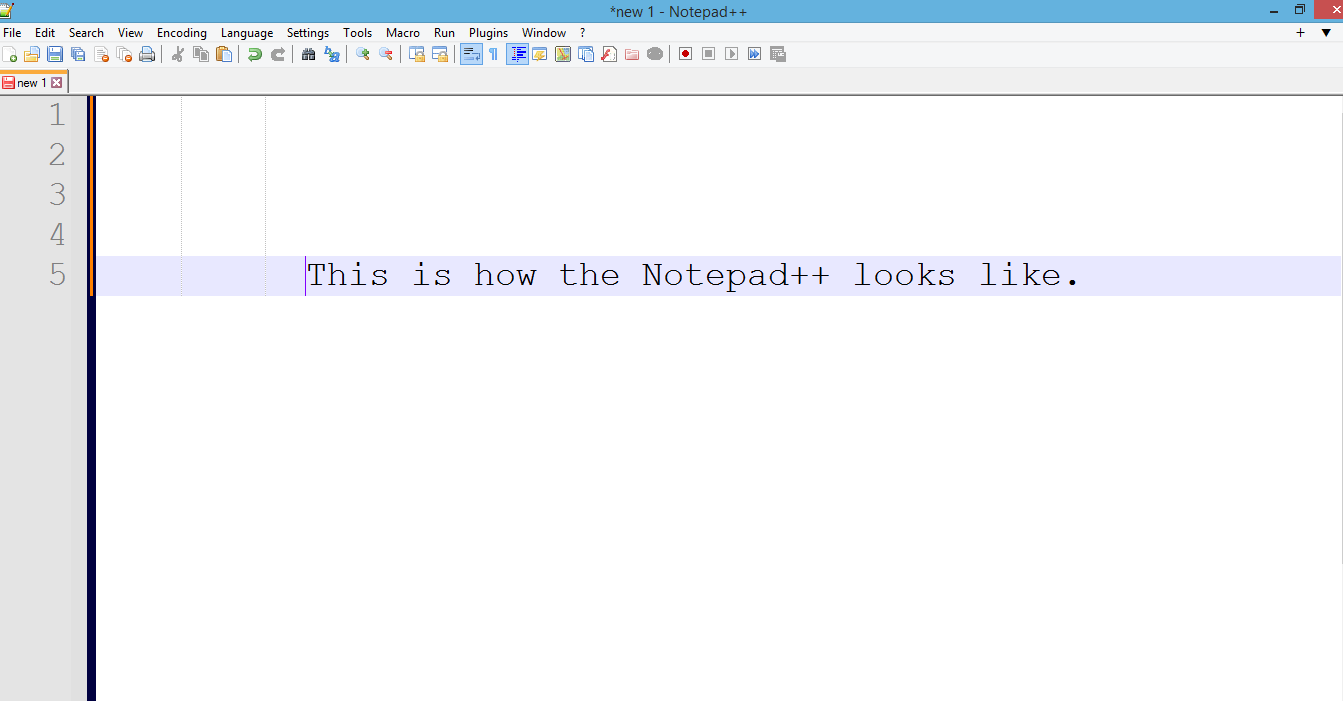 *new 1 - Notepad++
File Edit Search View Encoding Language Settings Tools Macro Run Plugins Window ? + ▼
new 1
1
2
3
4
5 This is how the Notepad++ looks like.